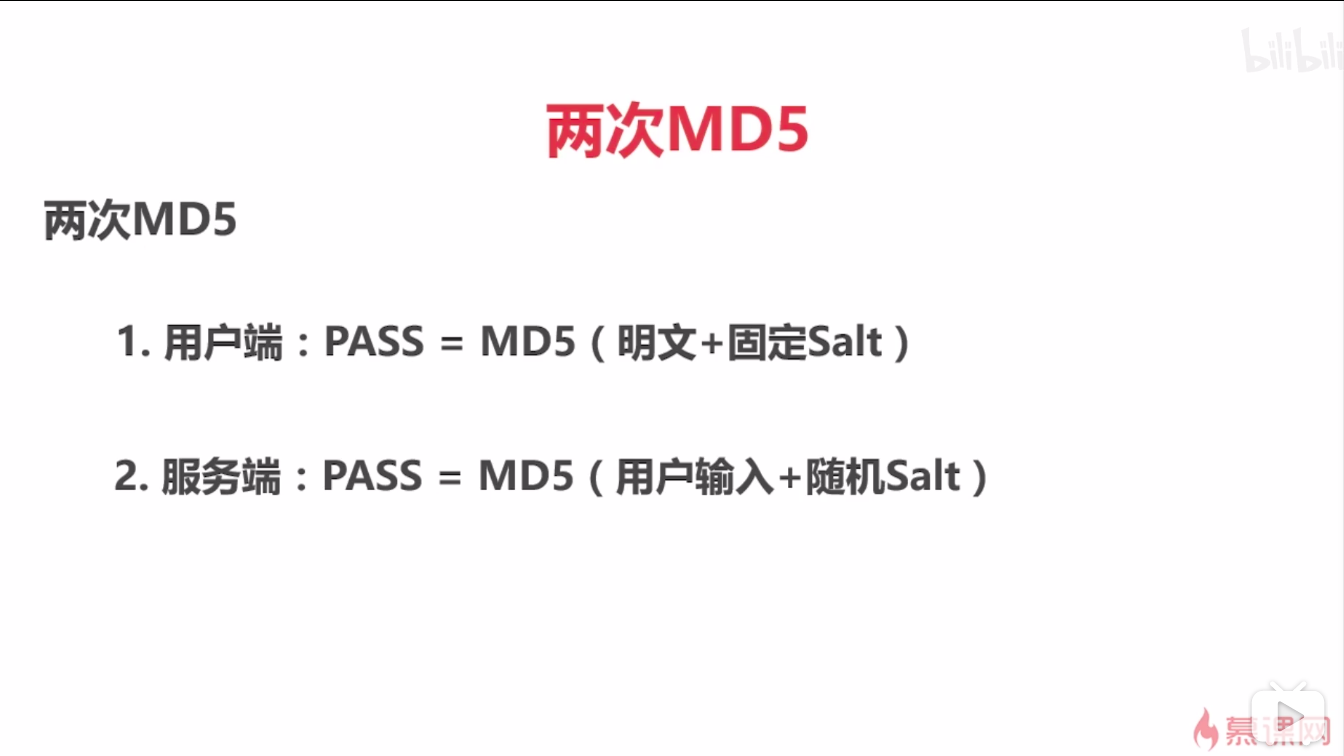 bilibili
两次MD5
两次MD5
1. 用户端：PASS = MD5（明文+固定Salt）
2. 服务端：PASS = MD5（用户输入+随机Salt）
慕课网